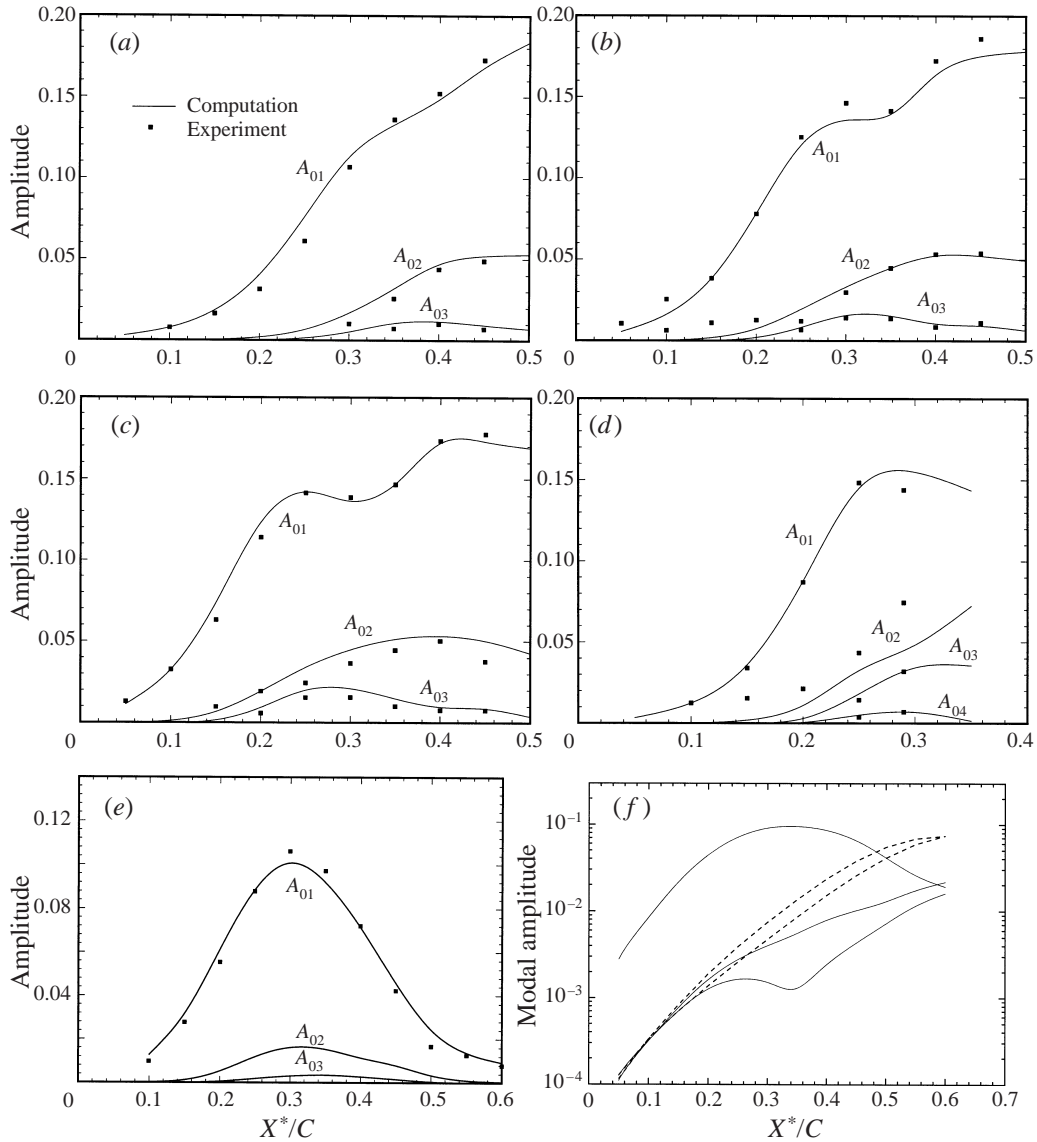 0.20
(a)
Computation
Experiment
0.15
A01
0.10
Amplitude
A02
0.05
A03
0
0.1
0.2
0.3
0.4
0.5
0.20
(b)
0.15
A01
0.10
A02
0.05
A03
0
0.1
0.2
0.3
0.4
0.5
0.20
(c)
0.15
A01
0.10
Amplitude
A02
0.05
A03
0
0.1
0.2
0.3
0.4
0.5
0.20
(d)
0.15
A01
0.10
A02
A03
0.05
A04
0
0.1
0.2
0.3
0.4
(e)
0.12
A01
0.08
Amplitude
0.04
A02
A03
0
0.1
0.2
0.3
0.4
0.5
0.6
X*/C
(f)
10⁻¹
10⁻²
Modal amplitude
10⁻³
10⁻⁴
0
0.1
0.2
0.3
0.4
0.5
0.6
0.7
X*/C